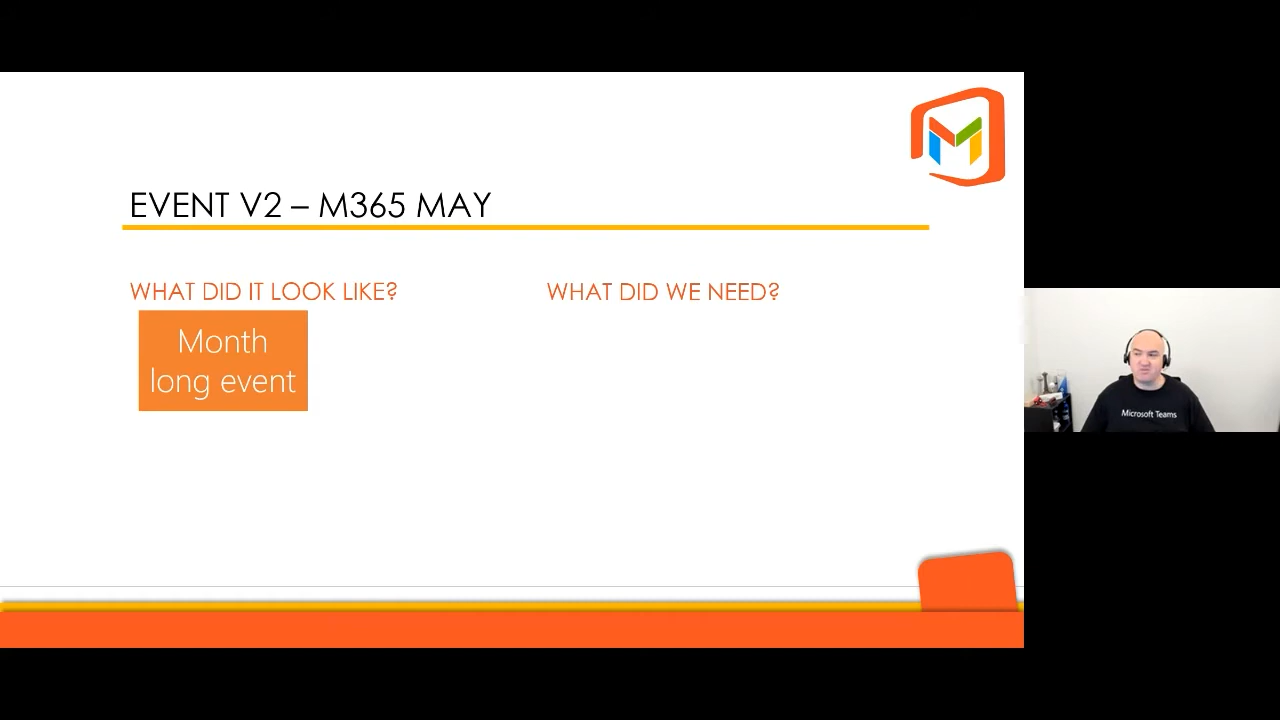 EVENT V2 – M365 MAY
WHAT DID IT LOOK LIKE?
Month
long event
WHAT DID WE NEED?
Microsoft Teams